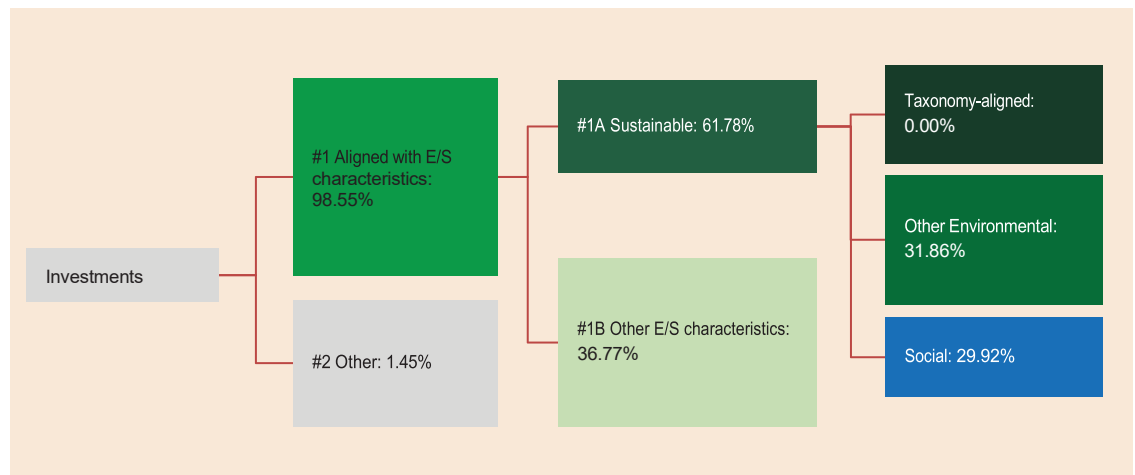 Investments
#1 Aligned with E/S
characteristics:
98.55%
#2 Other: 1.45%
#1A Sustainable: 61.78%
#1B Other E/S characteristics:
36.77%
Taxonomy-aligned:
0.00%
Other Environmental:
31.86%
Social: 29.92%